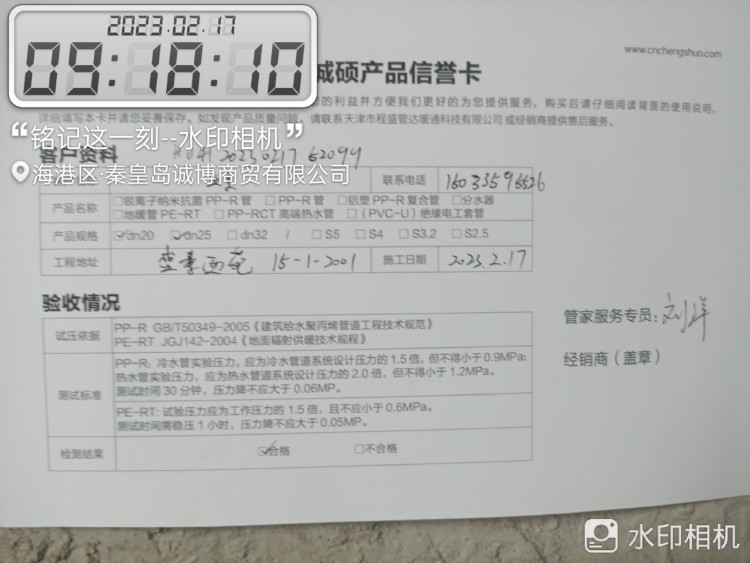 2023.02.17
09:18:10
www.cnchengshuo.com
诚硕产品信誉卡
的利益并方便我们更好的为您提供服务，购买后请仔细阅读背面的使用说明，
详细填写本卡并请您妥善保存。如发现产品质量问题，请联系天津市程盛管达暖通科技有限公司或经销商提供售后服务。
“铭记这一刻--水印相机”
客户资料 20230217 62099
海港区·秦皇岛诚博商贸有限公司
联系电话
产品名称 □银离子纳米抗菌 PP-R 管 □PP-R 管 □铝塑 PP-R 复合管 □分水器
□地暖管 PE-RT □PP-RCT 高端热水管 □(PVC-U) 绝缘电工套管
产品规格 ☑dn20 ☑dn25 □dn32 / □S5 □S4 □S3.2 □S2.5
工程地址 15-1-2001 施工日期 2023.2.17
验收情况
管家服务专员：刘洋
试压依据 PP-R GB/T50349-2005《建筑给水聚丙烯管道工程技术规范》
PE-RT JGJ142-2004《地面辐射供暖技术规程》
经销商（盖章）
测试标准 PP-R：冷水管实验压力，应为冷水管道系统设计压力的 1.5 倍，但不得小于 0.9MPa；
热水管实验压力，应为热水管道系统设计压力的 2.0 倍，但不得小于 1.2MPa。
测试时间 30 分钟，压力降不应大于 0.06MP。
PE-RT：试验压力应为工作压力的 1.5 倍，且不应小于 0.6MPa。
测试时间需稳压 1 小时，压力降不应大于 0.05MP。
检测结果 ☑合格 □不合格
水印相机